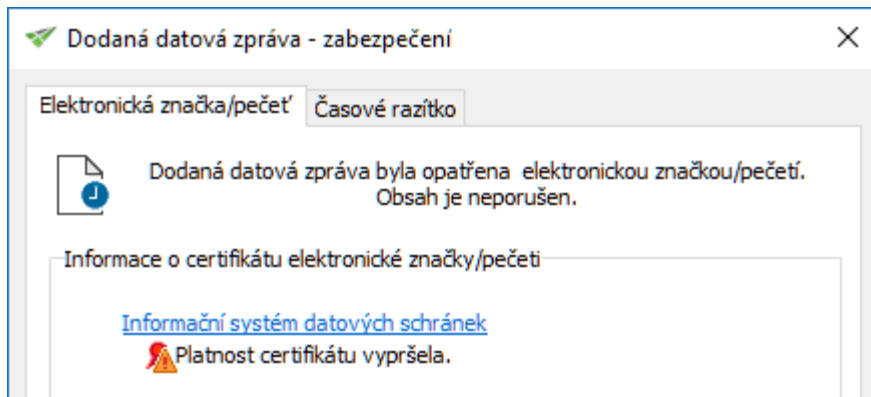 Dodaná datová zpráva - zabezpečení
Elektronická značka/pečeť
Časové razítko
Dodaná datová zpráva byla opatřena elektronickou značkou/pečetí.
Obsah je neporušen.
Informace o certifikátu elektronické značky/pečeti
Informační systém datových schránek
Platnost certifikátu vypršela.